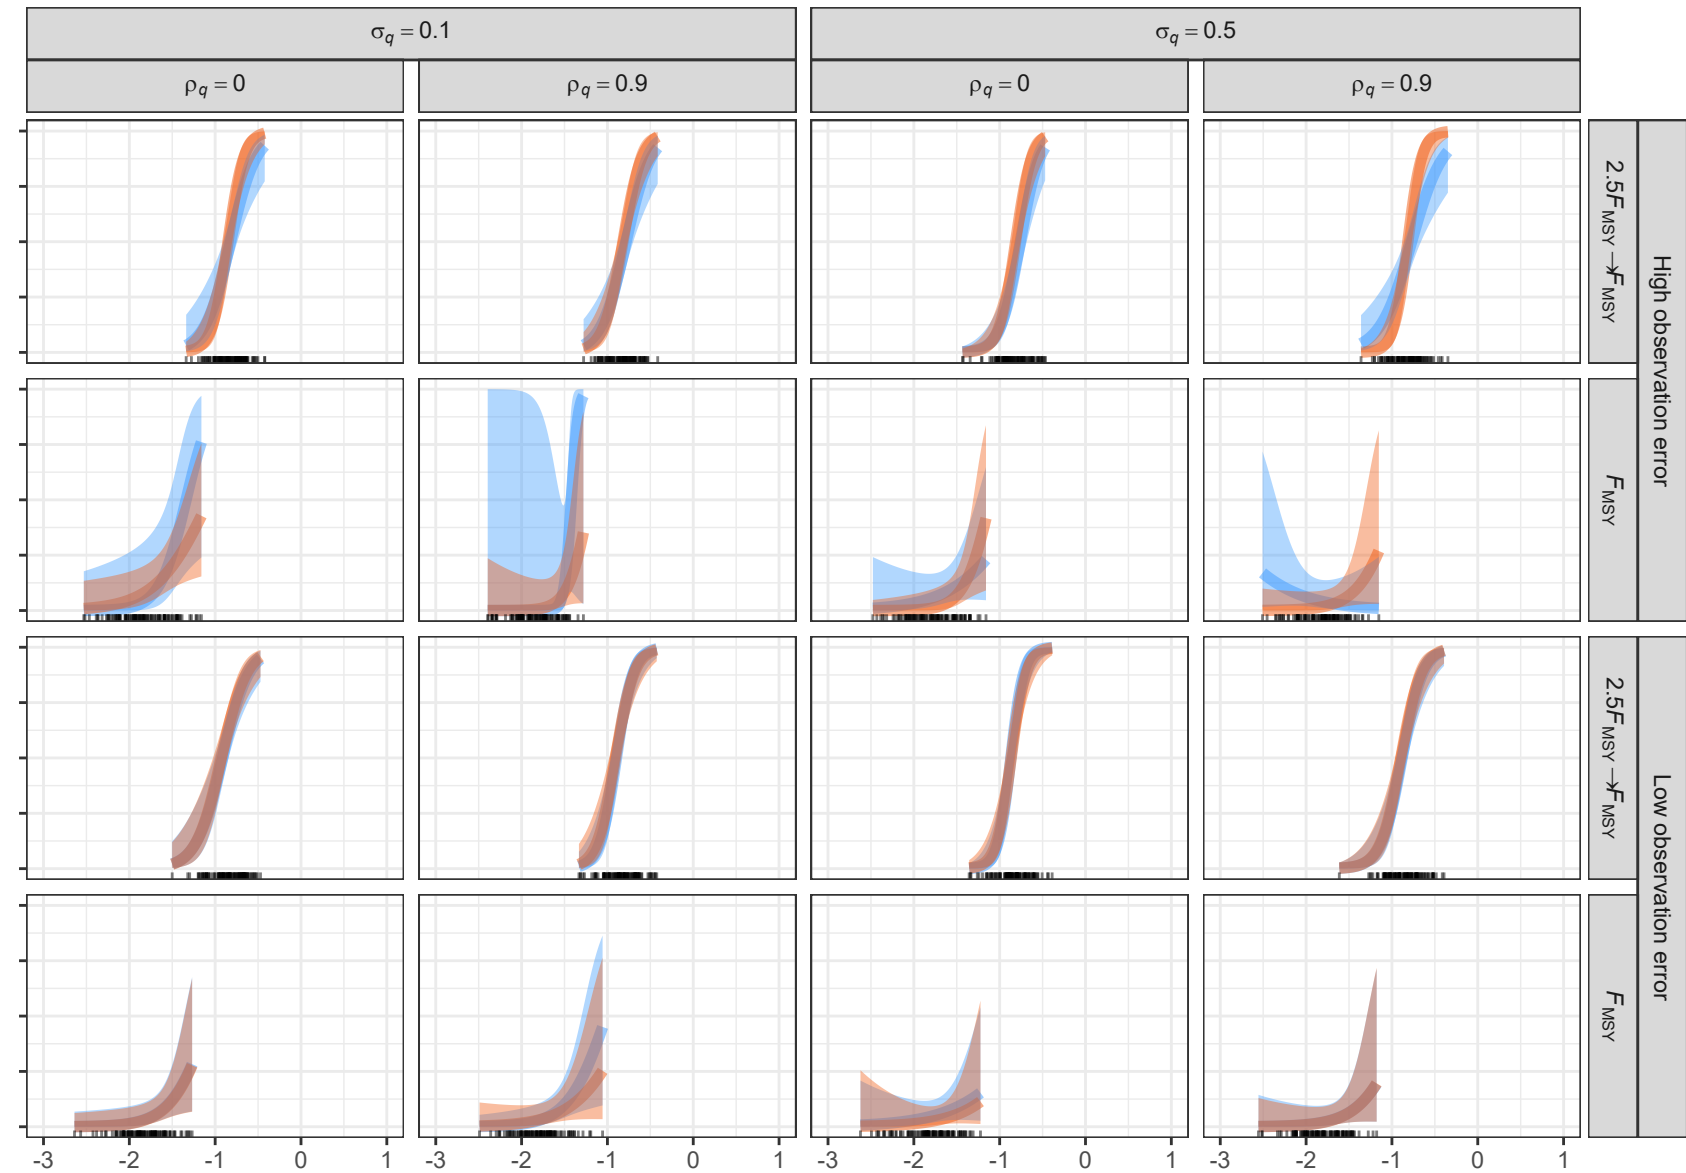 σq = 0.1
σq = 0.5
ρq = 0
ρq = 0.9
ρq = 0
ρq = 0.9
2.5FMSY→FMSY
FMSY
2.5FMSY→FMSY
FMSY
High observation error
Low observation error
-3 -2 -1 0 1
-3 -2 -1 0 1
-3 -2 -1 0 1
-3 -2 -1 0 1